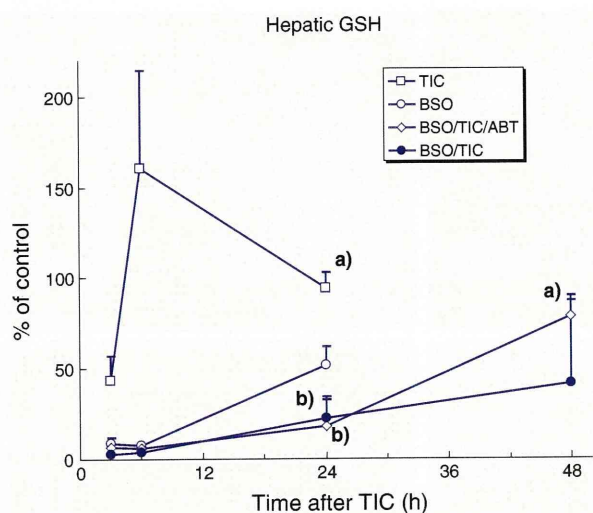 Hepatic GSH
% of control
200
150
100
50
0
TIC
BSO
BSO/TIC/ABT
BSO/TIC
a)
a)
b)
b)
0 12 24 36 48
Time after TIC (h)